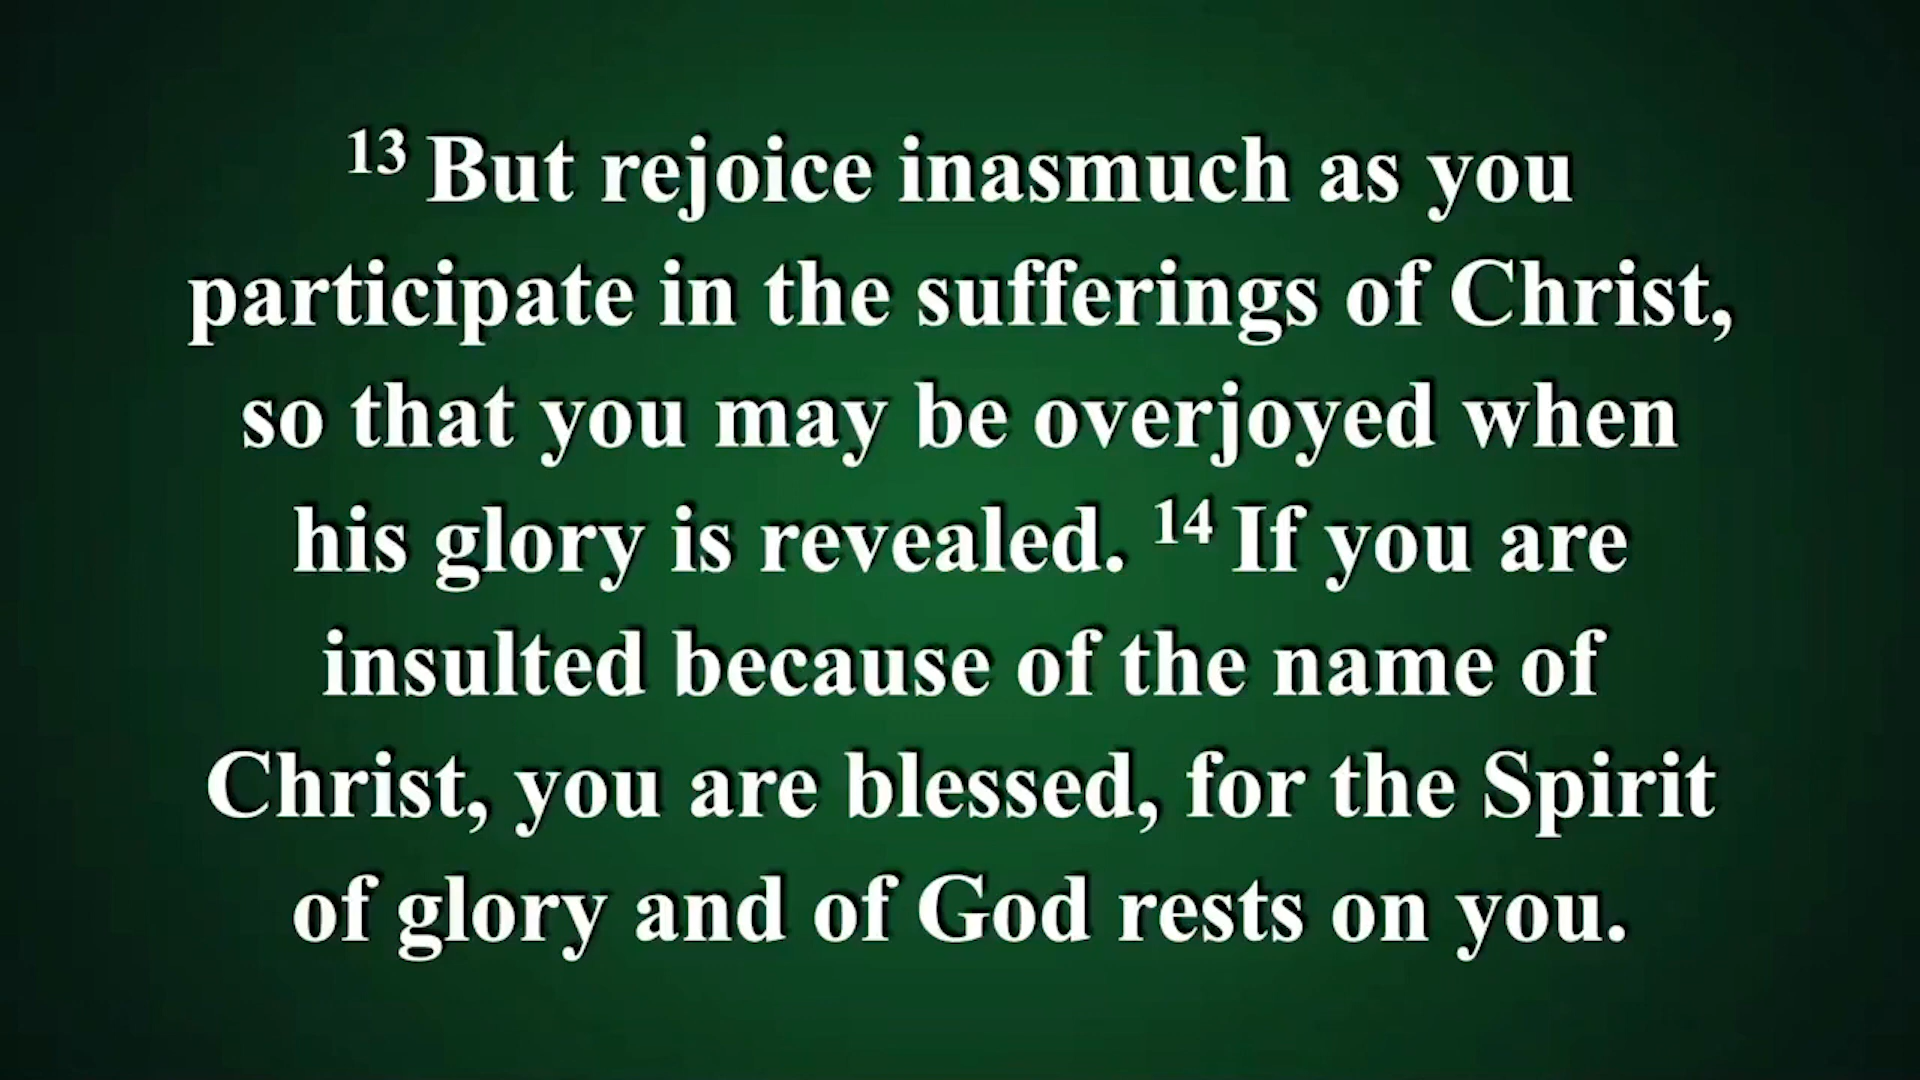 13 But rejoice inasmuch as you
participate in the sufferings of Christ,
so that you may be overjoyed when
his glory is revealed. 14 If you are
insulted because of the name of
Christ, you are blessed, for the Spirit
of glory and of God rests on you.